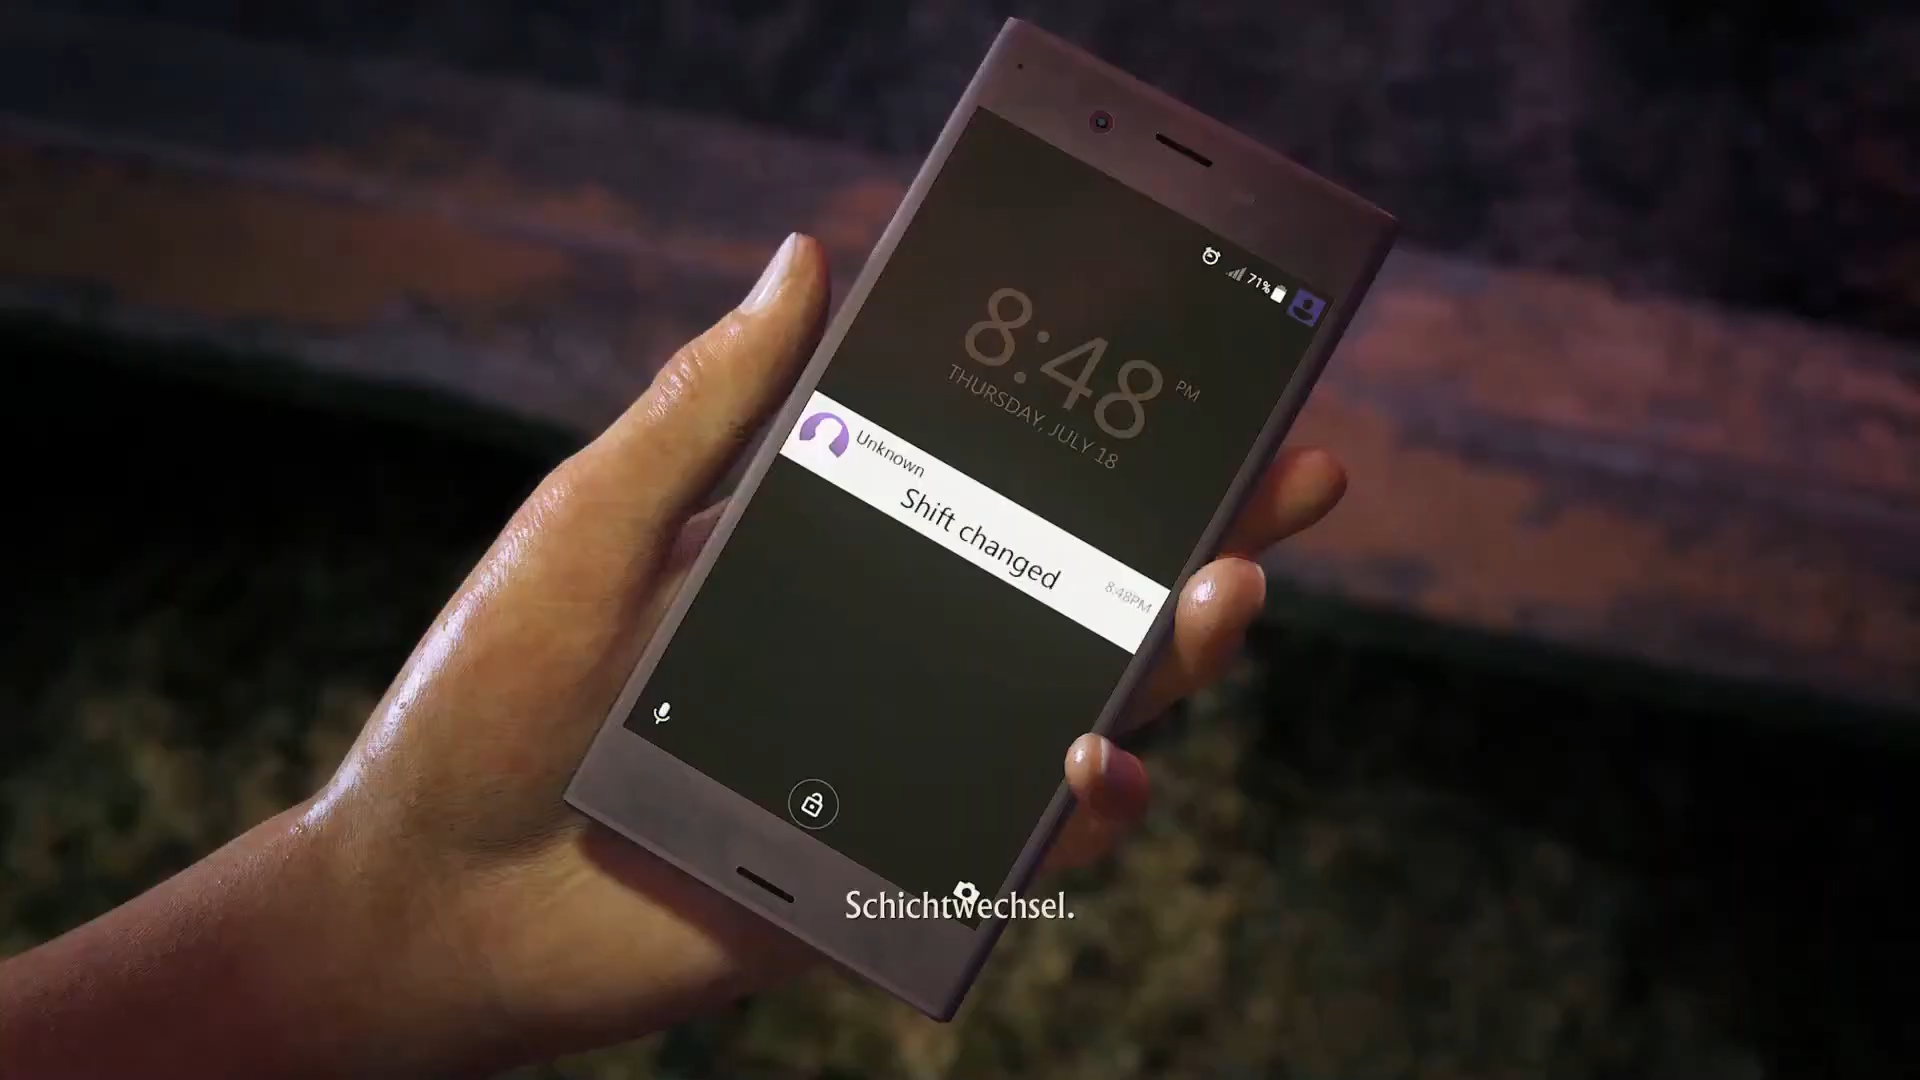 71%
8:48 PM
THURSDAY, JULY 18
Unknown
Shift changed
8:48PM
Schichtwechsel.